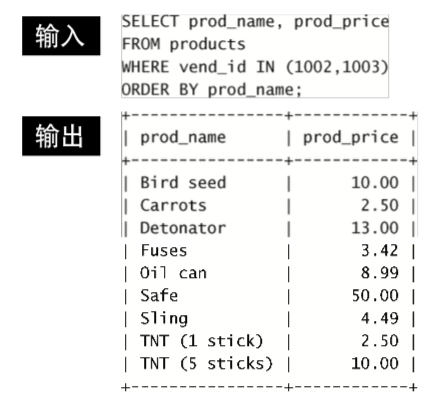 输入
SELECT prod_name, prod_price
FROM products
WHERE vend_id IN (1002,1003)
ORDER BY prod_name;
输出
+----------------+------------+
| prod_name      | prod_price |
+----------------+------------+
| Bird seed      |      10.00 |
| Carrots        |       2.50 |
| Detonator      |      13.00 |
| Fuses          |       3.42 |
| Oil can        |       8.99 |
| Safe           |      50.00 |
| Sling          |       4.49 |
| TNT (1 stick)  |       2.50 |
| TNT (5 sticks) |      10.00 |
+----------------+------------+